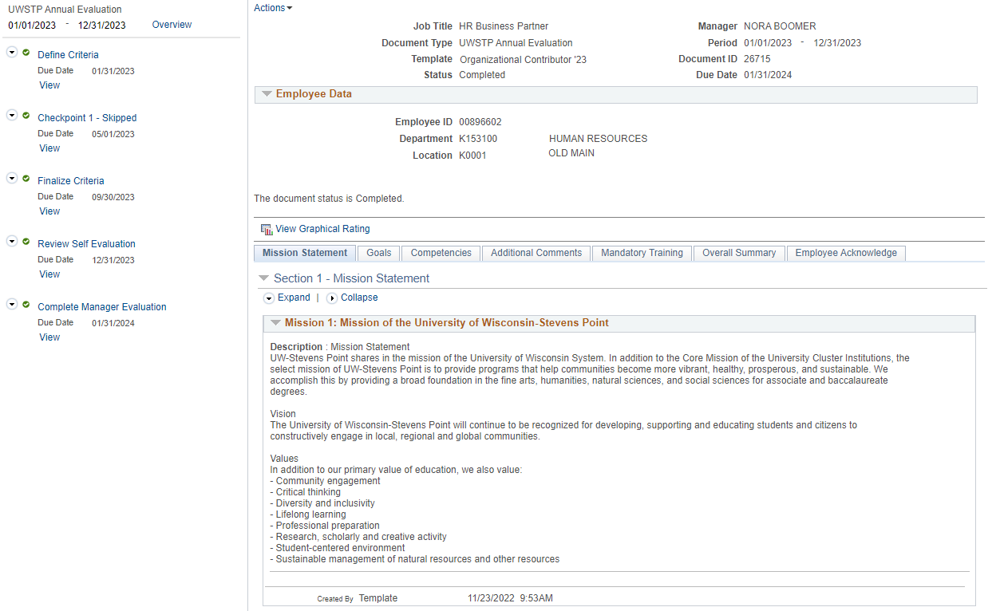 UWSTP Annual Evaluation
01/01/2023 - 12/31/2023 Overview
Define Criteria
Due Date 01/31/2023
View
Checkpoint 1 - Skipped
Due Date 05/01/2023
View
Finalize Criteria
Due Date 09/30/2023
View
Review Self Evaluation
Due Date 12/31/2023
View
Complete Manager Evaluation
Due Date 01/31/2024
View
Actions
Job Title HR Business Partner Manager NORA BOOMER
Document Type UWSTP Annual Evaluation Period 01/01/2023 - 12/31/2023
Template Organizational Contributor '23 Document ID 26715
Status Completed Due Date 01/31/2024
Employee Data
Employee ID 00896602
Department K153100 HUMAN RESOURCES
Location K0001 OLD MAIN
The document status is Completed.
View Graphical Rating
Mission Statement Goals Competencies Additional Comments Mandatory Training Overall Summary Employee Acknowledge
Section 1 - Mission Statement
Expand | Collapse
Mission 1: Mission of the University of Wisconsin-Stevens Point
Description : Mission Statement
UW-Stevens Point shares in the mission of the University of Wisconsin System. In addition to the Core Mission of the University Cluster Institutions, the
select mission of UW-Stevens Point is to provide programs that help communities become more vibrant, healthy, prosperous, and sustainable. We
accomplish this by providing a broad foundation in the fine arts, humanities, natural sciences, and social sciences for associate and baccalaureate
degrees.
Vision
The University of Wisconsin-Stevens Point will continue to be recognized for developing, supporting and educating students and citizens to
constructively engage in local, regional and global communities.
Values
In addition to our primary value of education, we also value:
- Community engagement
- Critical thinking
- Diversity and inclusivity
- Lifelong learning
- Professional preparation
- Research, scholarly and creative activity
- Student-centered environment
- Sustainable management of natural resources and other resources
Created By Template 11/23/2022 9:53AM